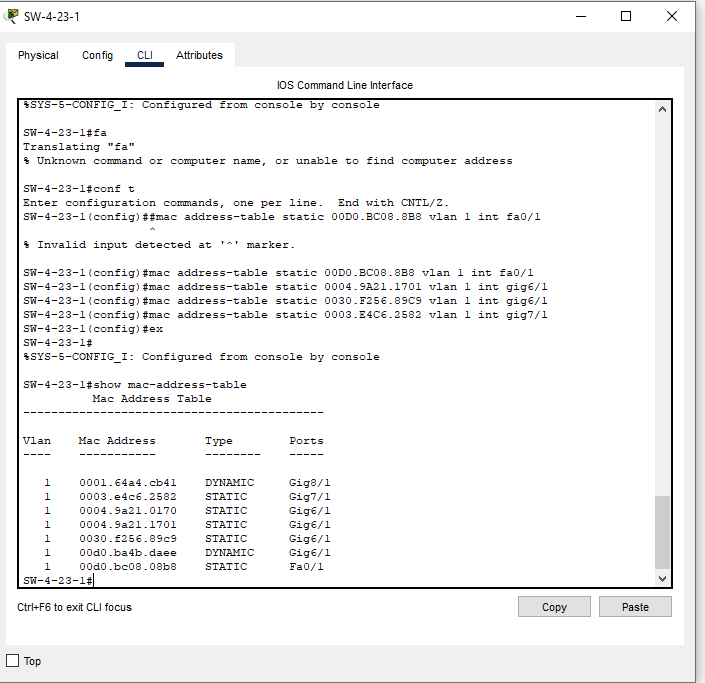 SW-4-23-1
Physical Config CLI Attributes
IOS Command Line Interface
%SYS-5-CONFIG_I: Configured from console by console
SW-4-23-1#fa
Translating "fa"
% Unknown command or computer name, or unable to find computer address
SW-4-23-1#conf t
Enter configuration commands, one per line.  End with CNTL/Z.
SW-4-23-1(config)##mac address-table static 00D0.BC08.8B8 vlan 1 int fa0/1
^
% Invalid input detected at '^' marker.
SW-4-23-1(config)#mac address-table static 00D0.BC08.8B8 vlan 1 int fa0/1
SW-4-23-1(config)#mac address-table static 0004.9A21.1701 vlan 1 int gig6/1
SW-4-23-1(config)#mac address-table static 0030.F256.89C9 vlan 1 int gig6/1
SW-4-23-1(config)#mac address-table static 0003.E4C6.2582 vlan 1 int gig7/1
SW-4-23-1(config)#ex
SW-4-23-1#
%SYS-5-CONFIG_I: Configured from console by console
SW-4-23-1#show mac-address-table
Mac Address Table
-------------------------------------------
Vlan    Mac Address       Type        Ports
----    -----------       --------    -----
1    0001.64a4.cb41    DYNAMIC     Gig8/1
1    0003.e4c6.2582    STATIC      Gig7/1
1    0004.9a21.0170    STATIC      Gig6/1
1    0004.9a21.1701    STATIC      Gig6/1
1    0030.f256.89c9    STATIC      Gig6/1
1    00d0.ba4b.daee    DYNAMIC     Gig6/1
1    00d0.bc08.08b8    STATIC      Fa0/1
SW-4-23-1#
Ctrl+F6 to exit CLI focus
Copy Paste
Top